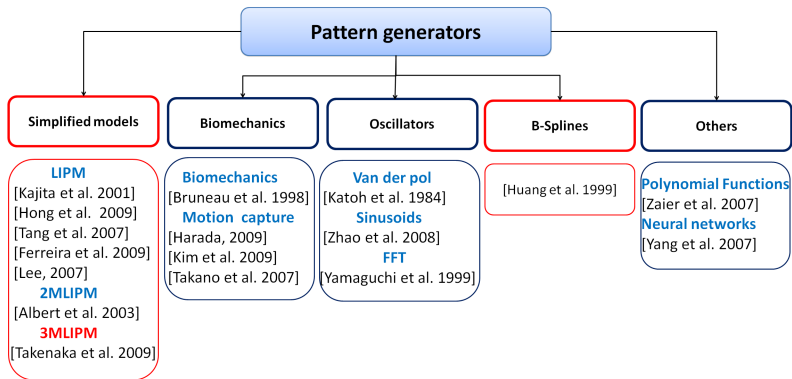 Pattern generators
Simplified models
Biomechanics
Oscillators
B-Splines
Others
LIPM
[Kajita et al. 2001]
[Hong et al. 2009]
[Tang et al. 2007]
[Ferreira et al. 2009]
[Lee, 2007]
2MLIPM
[Albert et al. 2003]
3MLIPM
[Takenaka et al. 2009]
Biomechanics
[Bruneau et al. 1998]
Motion capture
[Harada, 2009]
[Kim et al. 2009]
[Takano et al. 2007]
Van der pol
[Katoh et al. 1984]
Sinusoids
[Zhao et al. 2008]
FFT
[Yamaguchi et al. 1999]
[Huang et al. 1999]
Polynomial Functions
[Zaier et al. 2007]
Neural networks
[Yang et al. 2007]